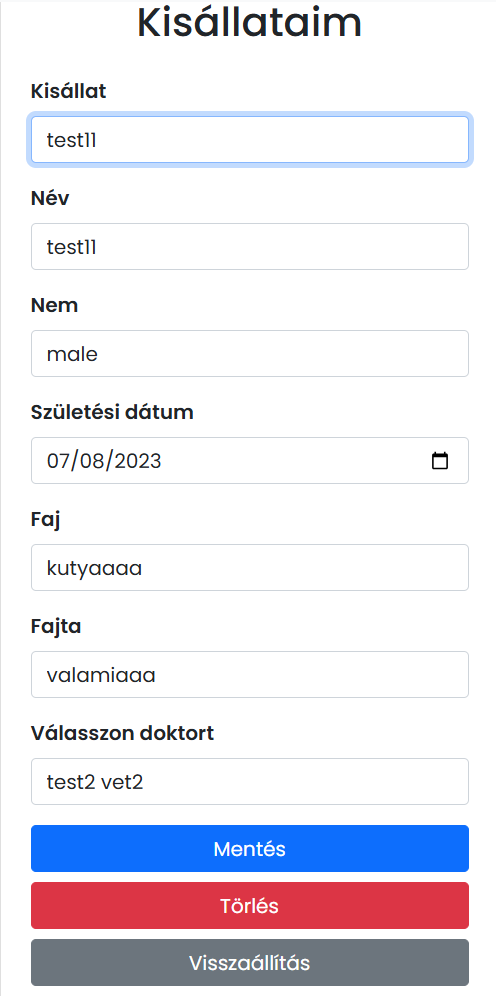 Kisállataim
Kisállat
test11
Név
test11
Nem
male
Születési dátum
07/08/2023
Faj
kutyaaaa
Fajta
valamiaaa
Válasszon doktort
test2 vet2
Mentés
Törlés
Visszaállítás